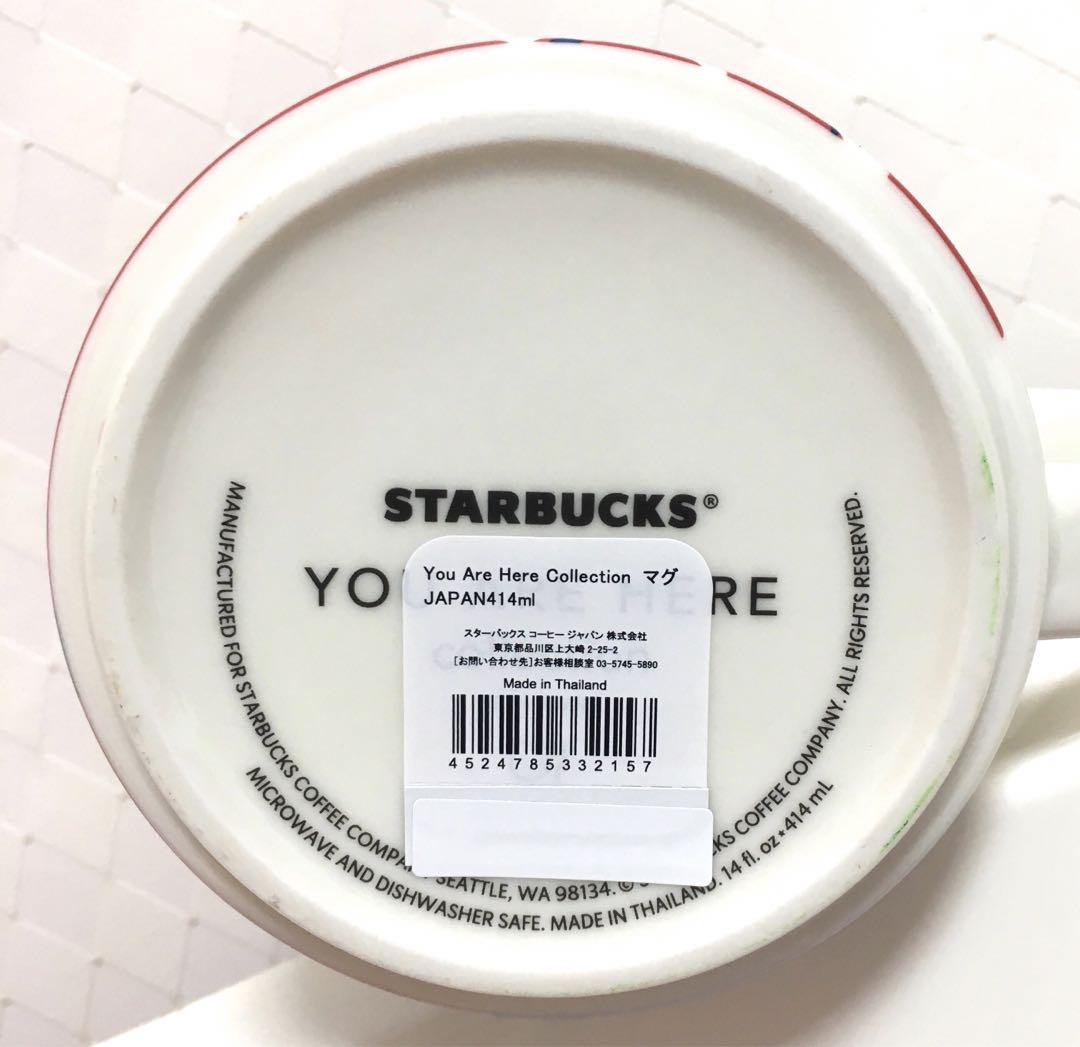 STARBUCKS®
YO RE
You Are Here Collection マグ
JAPAN414ml
スターバックス コーヒー ジャパン 株式会社
東京都品川区上大崎 2-25-2
[お問い合わせ先]お客様相談室 03-5745-5890
Made in Thailand
4524785332157
MANUFACTURED FOR STARBUCKS COFFEE COMPA SEATTLE, WA 98134. © KS COFFEE COMPANY. ALL RIGHTS RESERVED.
MICROWAVE AND DISHWASHER SAFE. MADE IN THAILAND. 14 fl. oz•414 mL